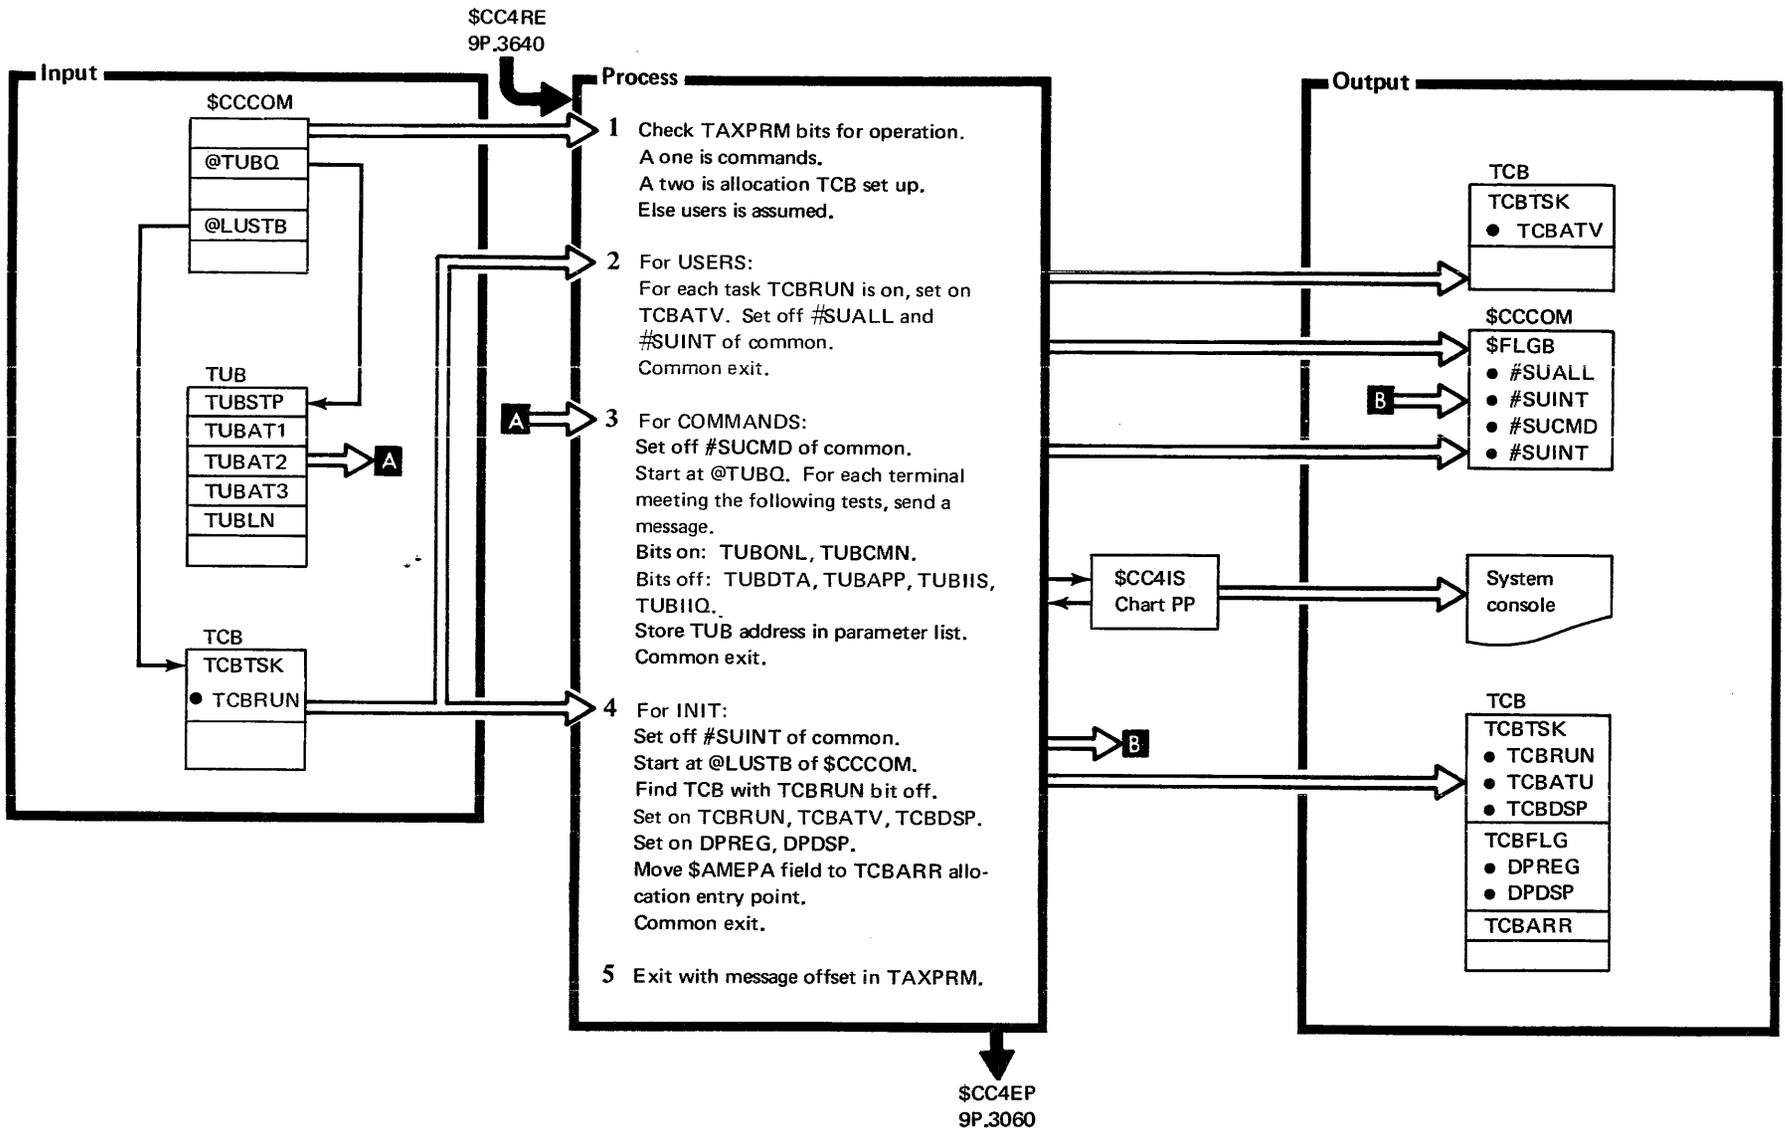 $CC4RE
9P.3640
Input
$CCCOM
@TUBQ
@LUSTB
TUB
TUBSTP
TUBAT1
TUBAT2
A
TUBAT3
TUBLN
TCB
TCBTSK
• TCBRUN
Process
1 Check TAXPRM bits for operation.
A one is commands.
A two is allocation TCB set up.
Else users is assumed.
2 For USERS:
For each task TCBRUN is on, set on
TCBATV. Set off #SUALL and
#SUINT of common.
Common exit.
A
3 For COMMANDS:
Set off #SUCMD of common.
Start at @TUBQ. For each terminal
meeting the following tests, send a
message.
Bits on: TUBONL, TUBCMN.
Bits off: TUBDTA, TUBAPP, TUBIIS,
TUBIIQ.
Store TUB address in parameter list.
Common exit.
4 For INIT:
Set off #SUINT of common.
Start at @LUSTB of $CCCOM.
Find TCB with TCBRUN bit off.
Set on TCBRUN, TCBATV, TCBDSP.
Set on DPREG, DPDSP.
Move $AMEPA field to TCBARR allo-
cation entry point.
Common exit.
5 Exit with message offset in TAXPRM.
$CC4IS
Chart PP
B
$CC4EP
9P.3060
Output
TCB
TCBTSK
• TCBATV
$CCCOM
$FLGB
• #SUALL
B
• #SUINT
• #SUCMD
• #SUINT
System
console
TCB
TCBTSK
• TCBRUN
• TCBATU
• TCBDSP
TCBFLG
• DPREG
• DPDSP
TCBARR